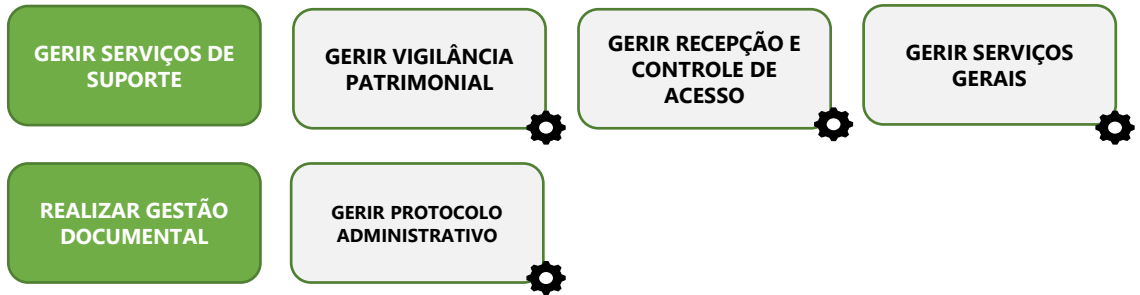 GERIR SERVIÇOS DE
SUPORTE
GERIR VIGILÂNCIA
PATRIMONIAL
GERIR RECEPÇÃO E
CONTROLE DE
ACESSO
GERIR SERVIÇOS
GERAIS
REALIZAR GESTÃO
DOCUMENTAL
GERIR PROTOCOLO
ADMINISTRATIVO